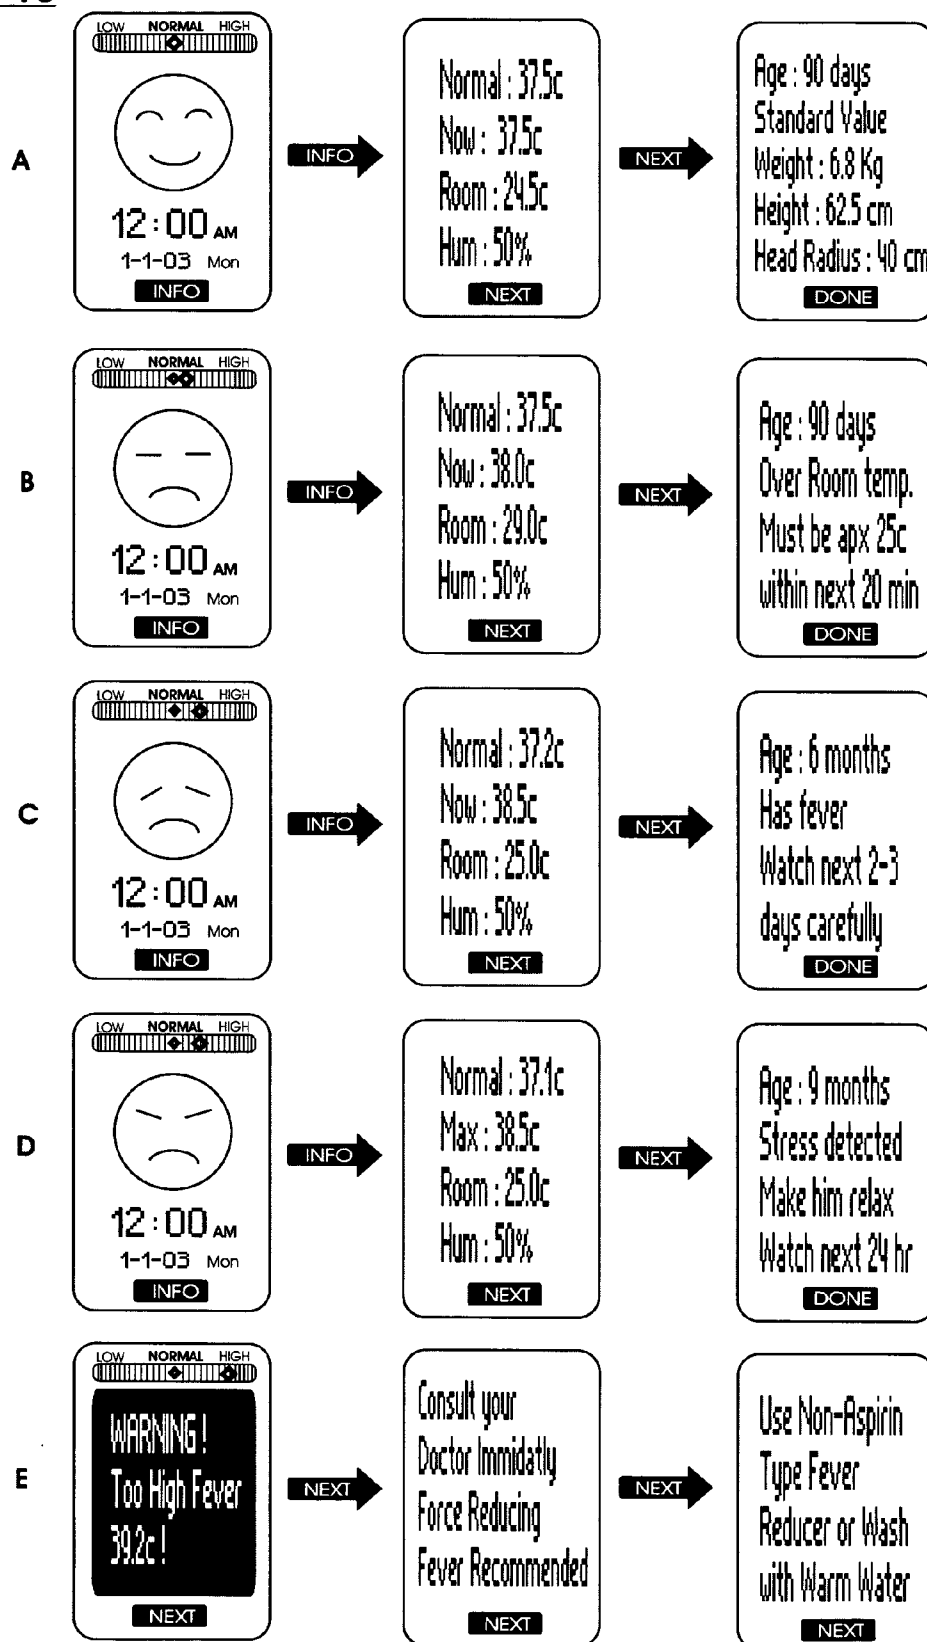 A
LOW NORMAL HIGH
12:00 AM
1-1-03 Mon
INFO
INFO
Normal : 37.5c
Now : 37.5c
Room : 24.5c
Hum : 50%
NEXT
NEXT
Age : 90 days
Standard Value
Weight : 6.8 Kg
Height : 62.5 cm
Head Radius : 40 cm
DONE
B
LOW NORMAL HIGH
12:00 AM
1-1-03 Mon
INFO
INFO
Normal : 37.5c
Now : 38.0c
Room : 29.0c
Hum : 50%
NEXT
NEXT
Age : 90 days
Over Room temp.
Must be apx 25c
within next 20 min
DONE
C
LOW NORMAL HIGH
12:00 AM
1-1-03 Mon
INFO
INFO
Normal : 37.2c
Now : 38.5c
Room : 25.0c
Hum : 50%
NEXT
NEXT
Age : 6 months
Has fever
Watch next 2-3
days carefully
DONE
D
LOW NORMAL HIGH
12:00 AM
1-1-03 Mon
INFO
INFO
Normal : 37.1c
Max : 38.5c
Room : 25.0c
Hum : 50%
NEXT
NEXT
Age : 9 months
Stress detected
Make him relax
Watch next 24 hr
DONE
E
LOW NORMAL HIGH
WARNING !
Too High Fever
39.2c !
NEXT
NEXT
Consult your
Doctor Immidatly
Force Reducing
Fever Recommended
NEXT
NEXT
Use Non-Aspirin
Type Fever
Reducer or Wash
with Warm Water
NEXT